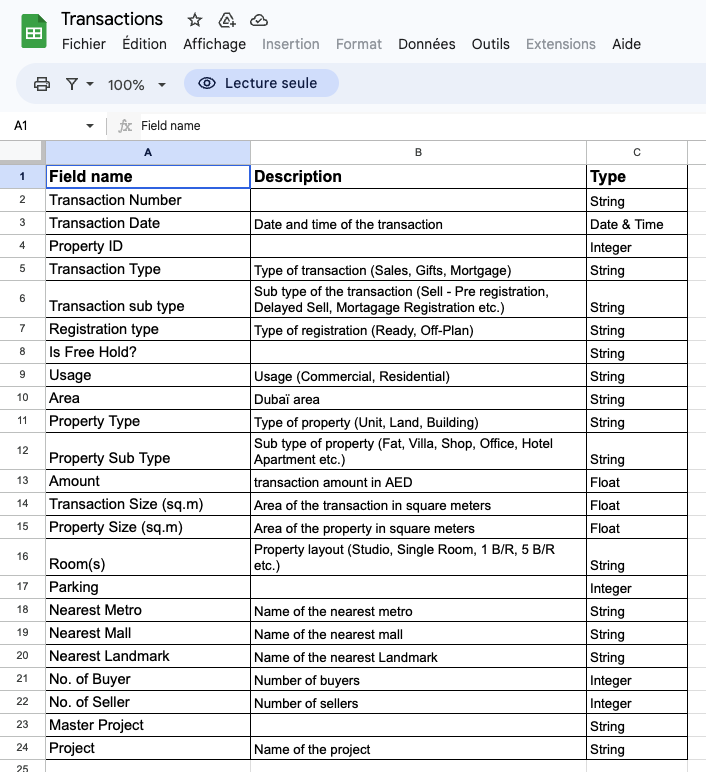 Transactions
Fichier Édition Affichage Insertion Format Données Outils Extensions Aide
100% Lecture seule
A1 fx Field name
A B C
1 Field name Description Type
2 Transaction Number String
3 Transaction Date Date and time of the transaction Date & Time
4 Property ID Integer
5 Transaction Type Type of transaction (Sales, Gifts, Mortgage) String
6 Transaction sub type Sub type of the transaction (Sell - Pre registration,
Delayed Sell, Mortagage Registration etc.) String
7 Registration type Type of registration (Ready, Off-Plan) String
8 Is Free Hold? String
9 Usage Usage (Commercial, Residential) String
10 Area Dubaï area String
11 Property Type Type of property (Unit, Land, Building) String
12 Property Sub Type Sub type of property (Fat, Villa, Shop, Office, Hotel
Apartment etc.) String
13 Amount transaction amount in AED Float
14 Transaction Size (sq.m) Area of the transaction in square meters Float
15 Property Size (sq.m) Area of the property in square meters Float
16 Room(s) Property layout (Studio, Single Room, 1 B/R, 5 B/R
etc.) String
17 Parking Integer
18 Nearest Metro Name of the nearest metro String
19 Nearest Mall Name of the nearest mall String
20 Nearest Landmark Name of the nearest Landmark String
21 No. of Buyer Number of buyers Integer
22 No. of Seller Number of sellers Integer
23 Master Project String
24 Project Name of the project String
25